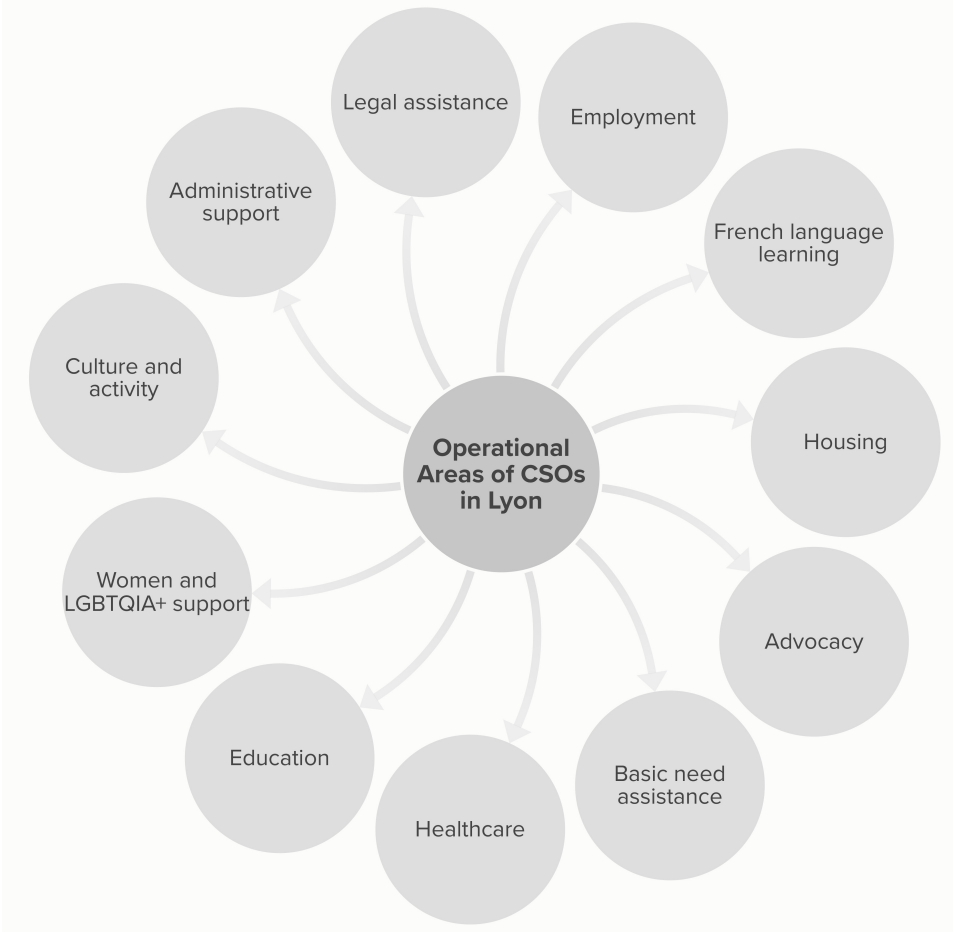 Legal assistance
Employment
Administrative
support
French language
learning
Culture and
activity
Housing
Operational
Areas of CSOs
in Lyon
Women and
LGBTQIA+ support
Advocacy
Education
Basic need
assistance
Healthcare